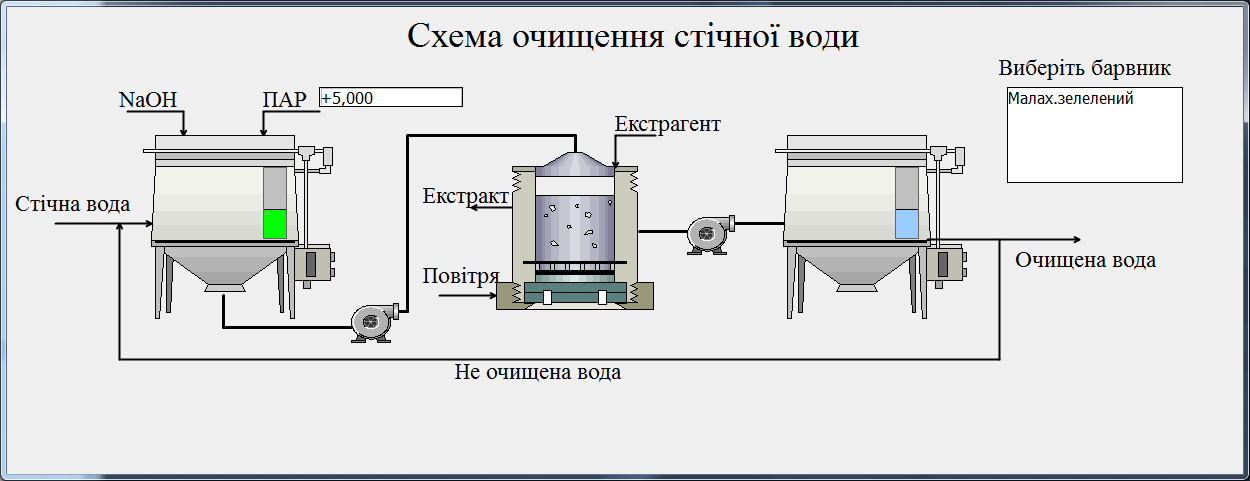 Схема очищення стічної води
Виберіть барвник
Малах.зелелений
NaOH
ПАР
+5,000
Екстрагент
Екстракт
Стічна вода
Повітря
Очищена вода
Не очищена вода